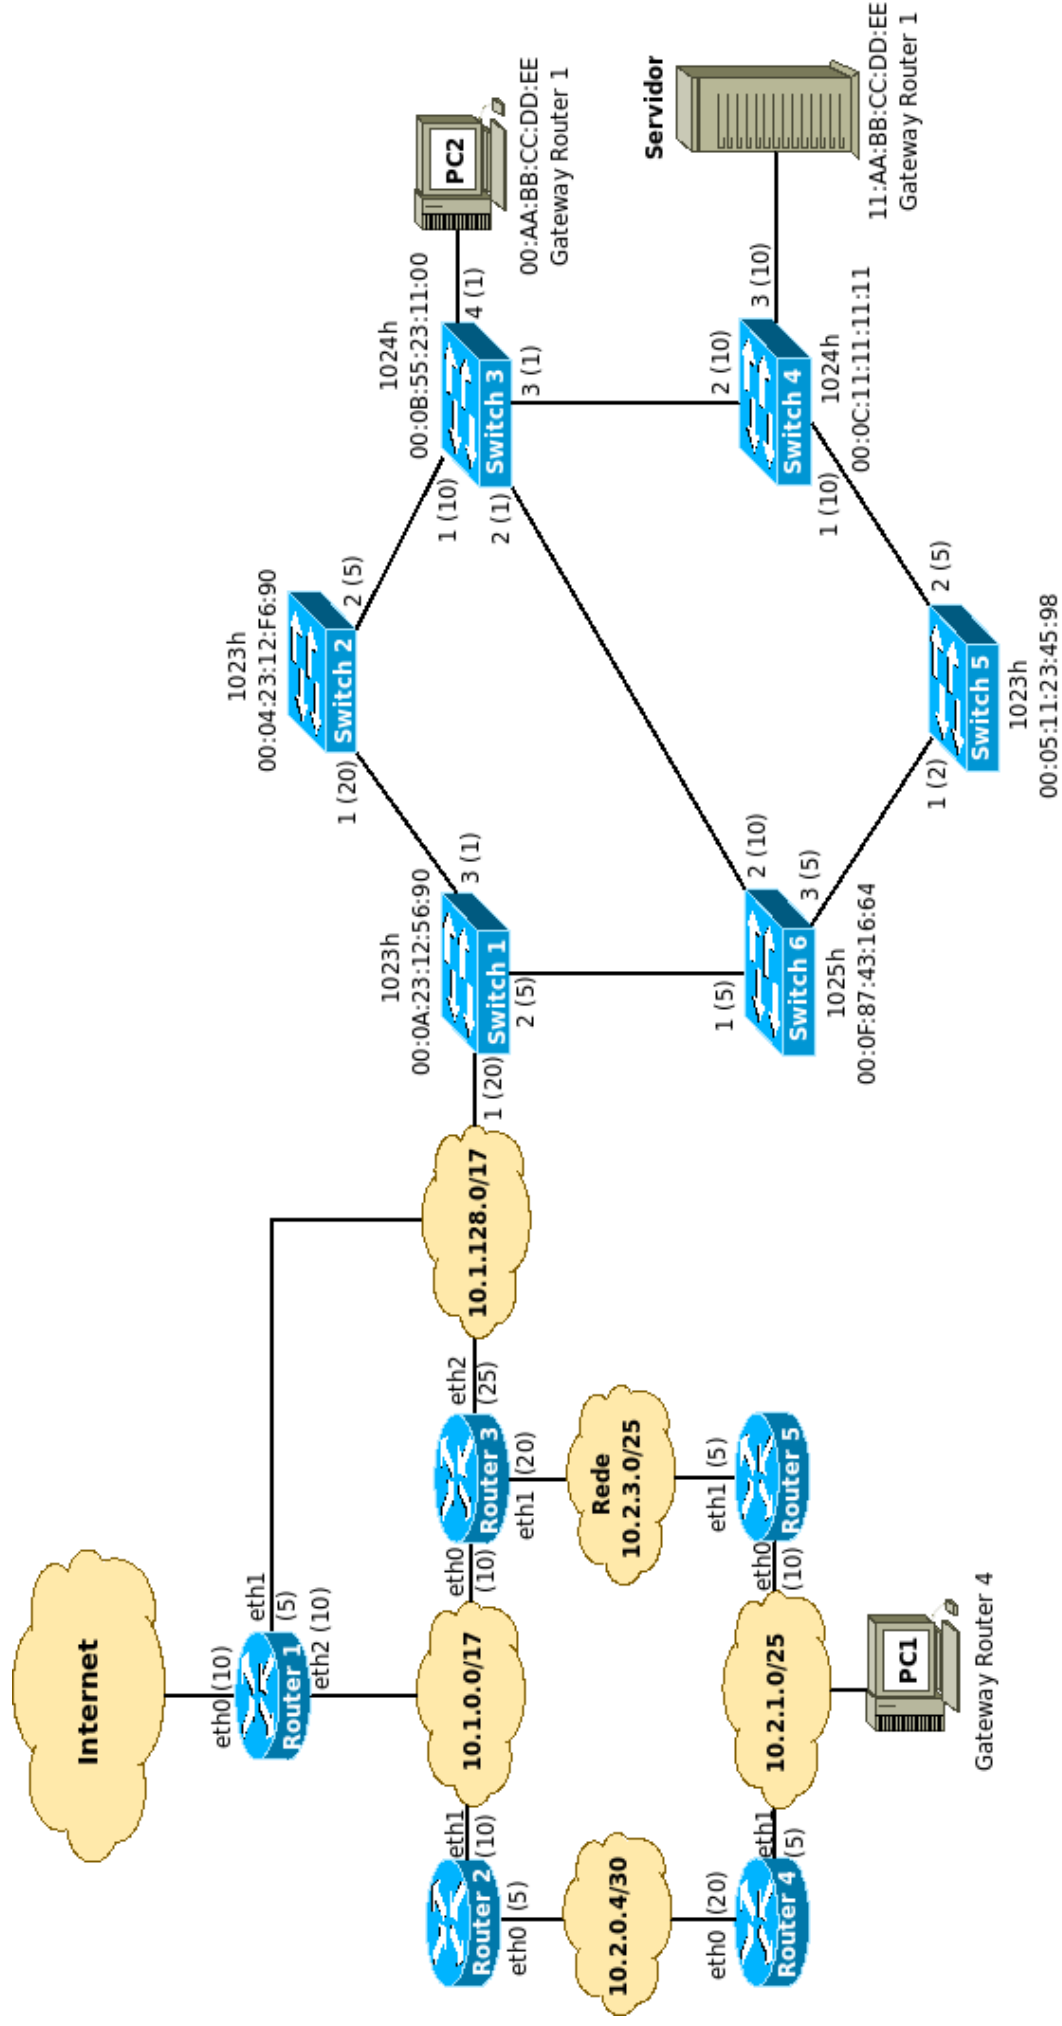 Internet
eth0(10)
eth1
(5)
Router 1
eth2 (10)
10.1.0.0/17
eth1
(10)
Router 2
eth0 (5)
10.2.0.4/30
eth0 (20)
Router 4
eth1
(5)
10.2.1.0/25
PC1
Gateway Router 4
eth0
(10)
Router 5
eth1 (5)
Rede
10.2.3.0/25
eth1 (20)
Router 3
eth0
(10)
eth2
(25)
10.1.128.0/17
1 (20)
1023h
00:0A:23:12:56:90
Switch 1
3 (1)
2 (5)
1023h
00:04:23:12:F6:90
Switch 2
1 (20)
2 (5)
1024h
00:0B:55:23:11:00
Switch 3
1 (10)
2 (1)
3 (1)
4 (1)
PC2
00:AA:BB:CC:DD:EE
Gateway Router 1
Servidor
11:AA:BB:CC:DD:EE
Gateway Router 1
3 (10)
2 (10)
Switch 4
1 (10)
1024h
00:0C:11:11:11:11
1 (5)
2 (10)
3 (5)
Switch 6
1025h
00:0F:87:43:16:64
1 (2)
2 (5)
Switch 5
1023h
00:05:11:23:45:98